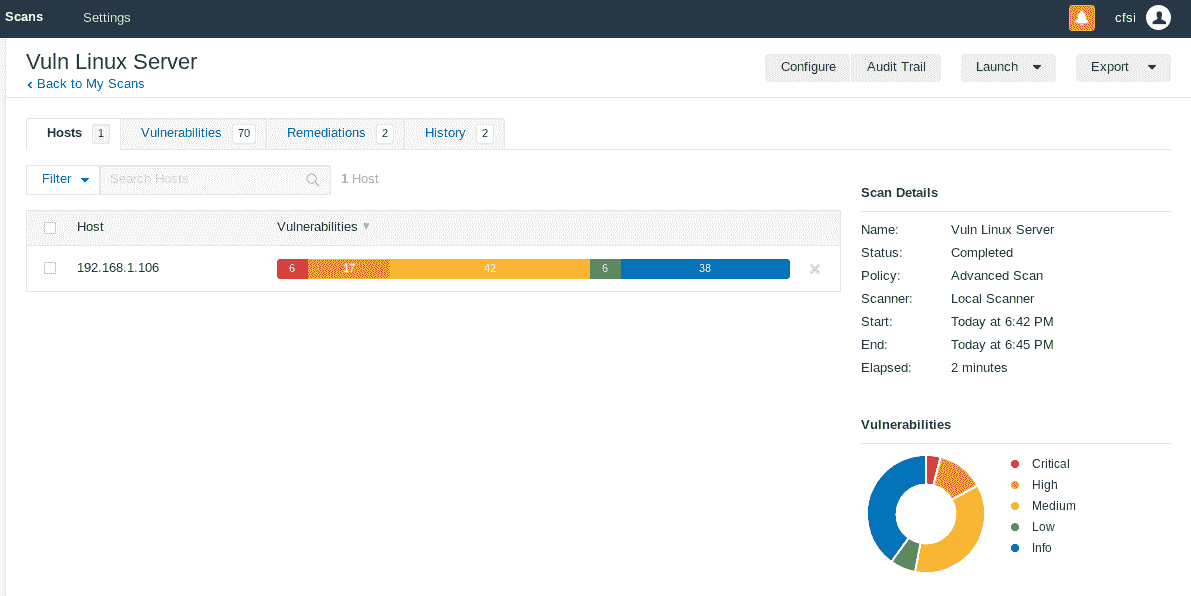 Scans Settings cfsi
Vuln Linux Server
Back to My Scans
Configure Audit Trail Launch Export
Hosts 1 Vulnerabilities 70 Remediations 2 History 2
Filter Search Hosts 1 Host
Host Vulnerabilities
192.168.1.106 6 17 42 6 38
Scan Details
Name: Vuln Linux Server
Status: Completed
Policy: Advanced Scan
Scanner: Local Scanner
Start: Today at 6:42 PM
End: Today at 6:45 PM
Elapsed: 2 minutes
Vulnerabilities
Critical
High
Medium
Low
Info